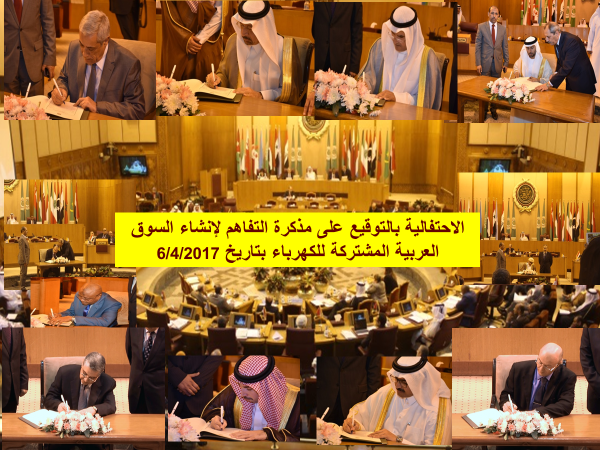 الاحتفالية بالتوقيع على مذكرة التفاهم لإنشاء السوق
العربية المشتركة للكهرباء بتاريخ 6/4/2017